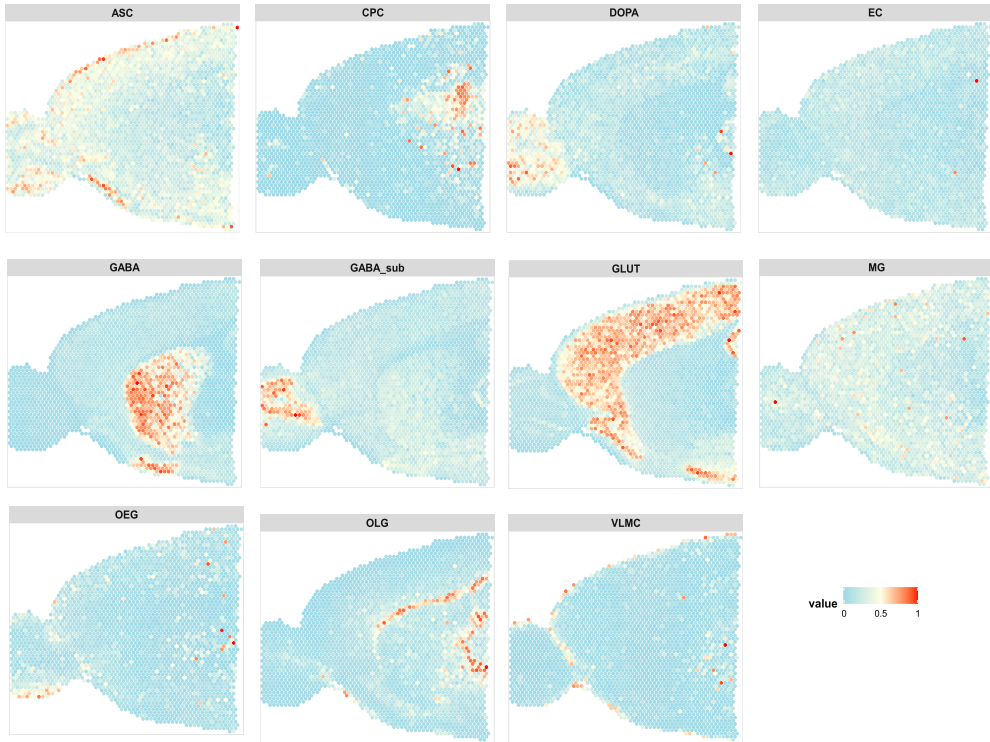 ASC
CPC
DOPA
EC
GABA
GABA_sub
GLUT
MG
OEG
OLG
VLMC
value
0 0.5 1